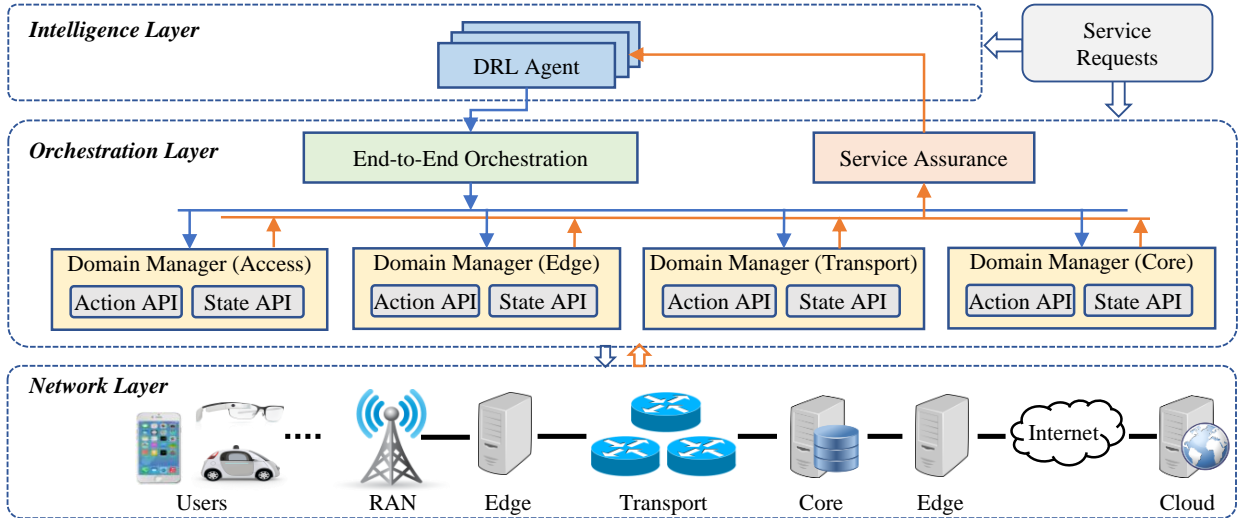 Intelligence Layer
DRL Agent
Service
Requests
Orchestration Layer
End-to-End Orchestration
Service Assurance
Domain Manager (Access)
Action API
State API
Domain Manager (Edge)
Action API
State API
Domain Manager (Transport)
Action API
State API
Domain Manager (Core)
Action API
State API
Network Layer
Internet
Users
RAN
Edge
Transport
Core
Edge
Cloud